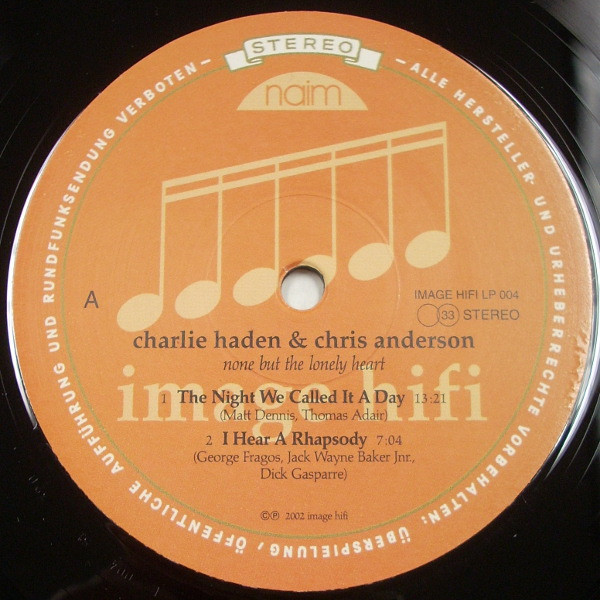 STEREO
naim
- ALLE HERSTELLER- UND URHEBERRECHTE VORBEHALTEN; ÜBERSPIELUNG, ÖFFENTLICHE AUFFÜHRUNG UND RUNDFUNKSENDUNG VERBOTEN -
A
IMAGE HIFI LP 004
33 STEREO
charlie haden & chris anderson
none but the lonely heart
image hifi
1 The Night We Called It A Day 13:21
(Matt Dennis, Thomas Adair)
2 I Hear A Rhapsody 7:04
(George Fragos, Jack Wayne Baker Jnr.,
Dick Gasparre)
©℗ 2002 image hifi